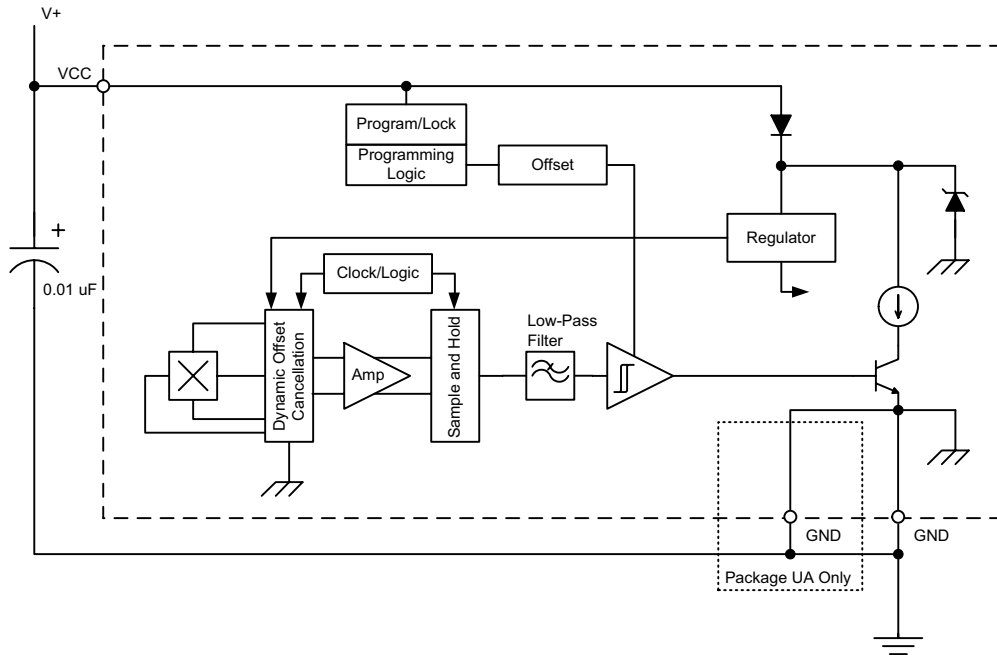 V+
VCC
Program/Lock
Programming
Logic
Offset
Regulator
+
0.01 uF
Clock/Logic
Low-Pass
Filter
Dynamic Offset
Cancellation
Amp
Sample and Hold
GND
GND
Package UA Only